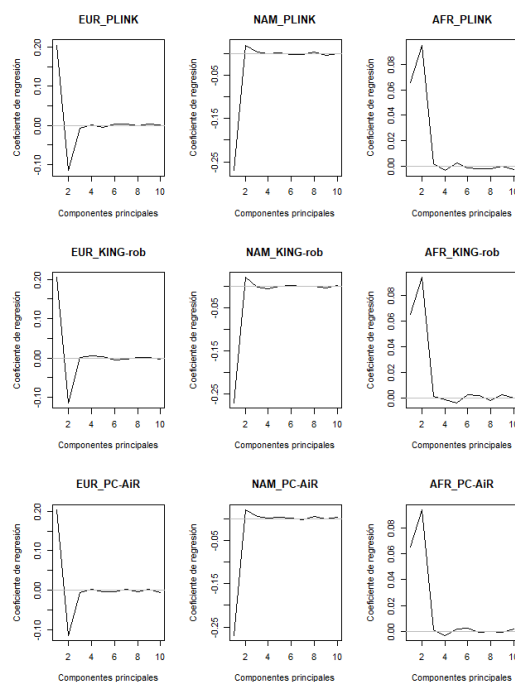 EUR_PLINK
Coeficiente de regresión
-0.10 0.00 0.10 0.20
2 4 6 8 10
Componentes principales
NAM_PLINK
Coeficiente de regresión
-0.25 -0.15 -0.05
2 4 6 8 10
Componentes principales
AFR_PLINK
Coeficiente de regresión
0.00 0.02 0.04 0.06 0.08
2 4 6 8 10
Componentes principales
EUR_KING-rob
Coeficiente de regresión
-0.10 0.00 0.10 0.20
2 4 6 8 10
Componentes principales
NAM_KING-rob
Coeficiente de regresión
-0.25 -0.15 -0.05
2 4 6 8 10
Componentes principales
AFR_KING-rob
Coeficiente de regresión
0.00 0.02 0.04 0.06 0.08
2 4 6 8 10
Componentes principales
EUR_PC-AiR
Coeficiente de regresión
-0.10 0.00 0.10 0.20
2 4 6 8 10
Componentes principales
NAM_PC-AiR
Coeficiente de regresión
-0.25 -0.15 -0.05
2 4 6 8 10
Componentes principales
AFR_PC-AiR
Coeficiente de regresión
0.00 0.02 0.04 0.06 0.08
2 4 6 8 10
Componentes principales